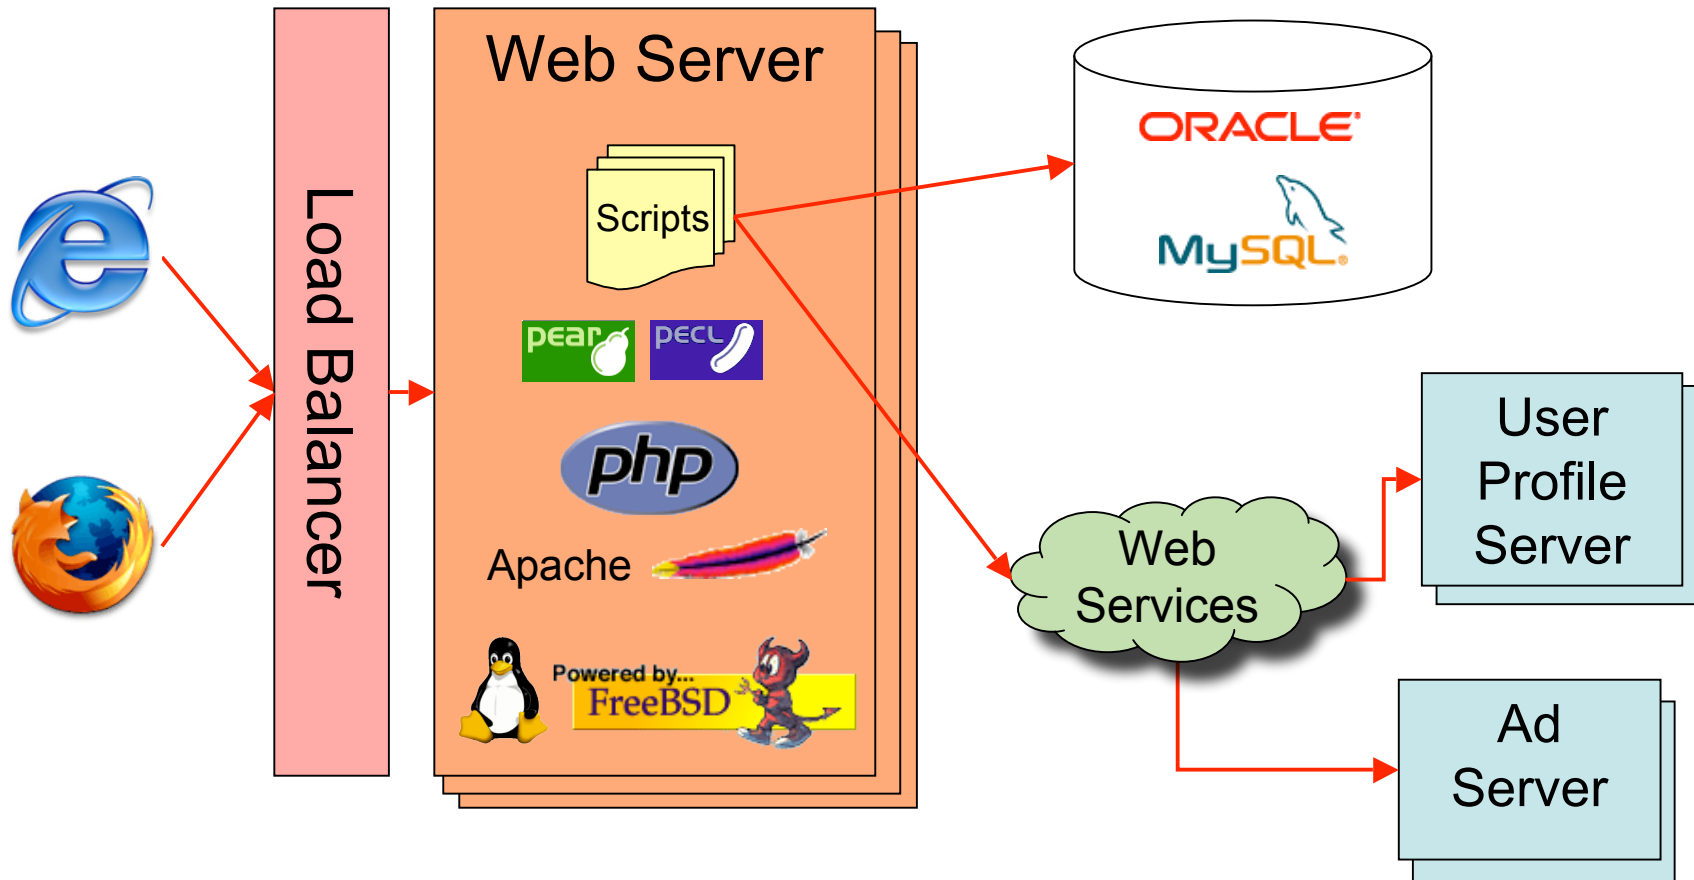 Load Balancer
Web Server
Scripts
pear
PECL
php
Apache
Powered by...
FreeBSD
ORACLE®
MySQL®
Web
Services
User
Profile
Server
Ad
Server